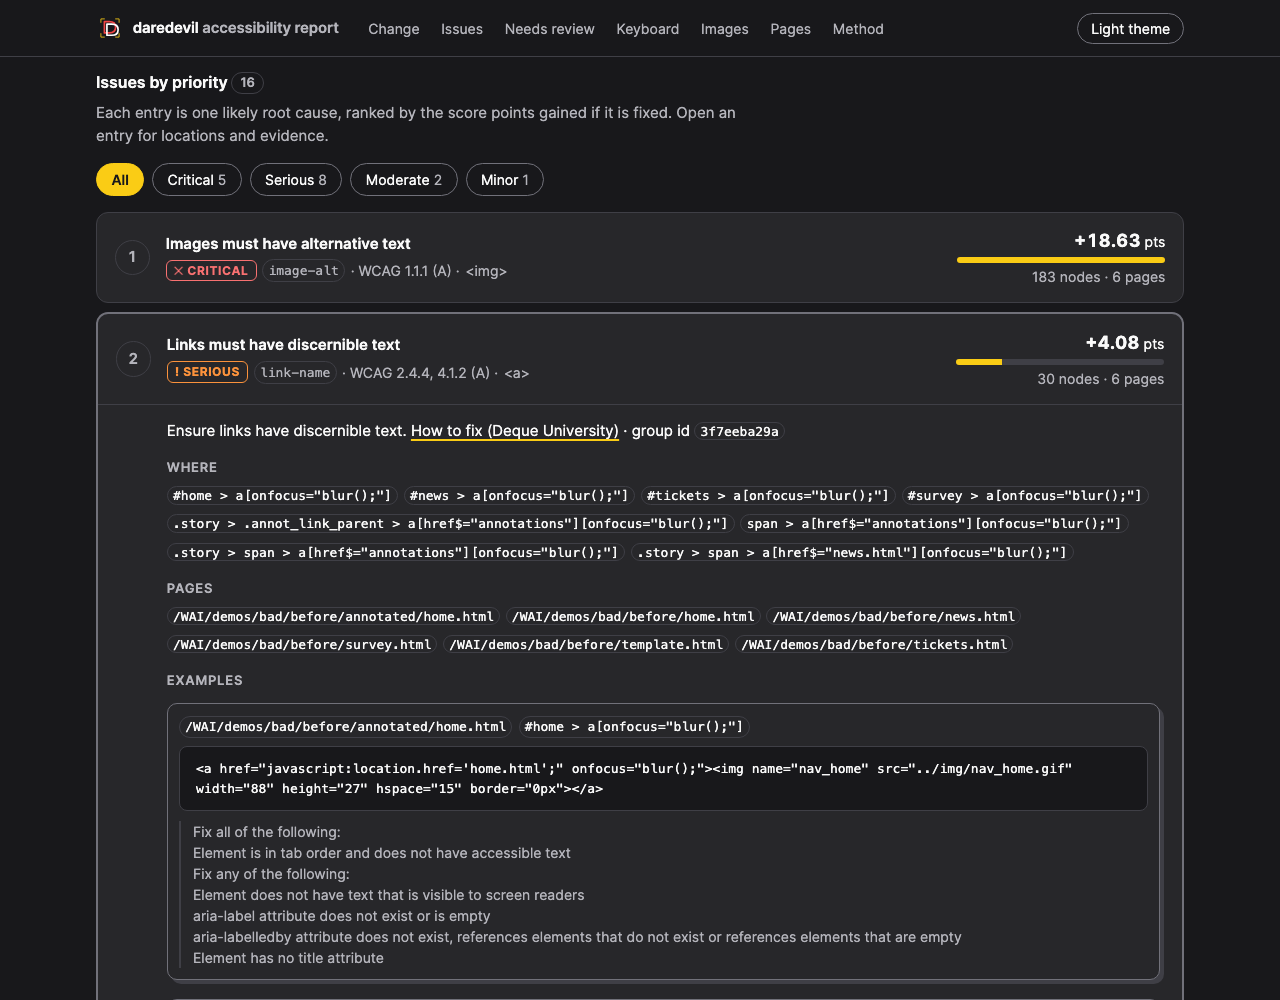 daredevil accessibility report Change Issues Needs review Keyboard Images Pages Method Light theme
Issues by priority 16
Each entry is one likely root cause, ranked by the score points gained if it is fixed. Open an
entry for locations and evidence.
All Critical 5 Serious 8 Moderate 2 Minor 1
1 Images must have alternative text +18.63 pts
CRITICAL image-alt · WCAG 1.1.1 (A) · <img>
183 nodes · 6 pages
2 Links must have discernible text +4.08 pts
! SERIOUS link-name · WCAG 2.4.4, 4.1.2 (A) · <a>
30 nodes · 6 pages
Ensure links have discernible text. How to fix (Deque University) · group id 3f7eeba29a
WHERE
#home > a[onfocus="blur();"] #news > a[onfocus="blur();"] #tickets > a[onfocus="blur();"] #survey > a[onfocus="blur();"]
.story > .annot_link_parent > a[href$="annotations"][onfocus="blur();"] span > a[href$="annotations"][onfocus="blur();"]
.story > span > a[href$="annotations"][onfocus="blur();"] .story > span > a[href$="news.html"][onfocus="blur();"]
PAGES
/WAI/demos/bad/before/annotated/home.html /WAI/demos/bad/before/home.html /WAI/demos/bad/before/news.html
/WAI/demos/bad/before/survey.html /WAI/demos/bad/before/template.html /WAI/demos/bad/before/tickets.html
EXAMPLES
/WAI/demos/bad/before/annotated/home.html #home > a[onfocus="blur();"]
<a href="javascript:location.href='home.html';" onfocus="blur();"><img name="nav_home" src="../img/nav_home.gif"
width="88" height="27" hspace="15" border="0px"></a>
Fix all of the following:
Element is in tab order and does not have accessible text
Fix any of the following:
Element does not have text that is visible to screen readers
aria-label attribute does not exist or is empty
aria-labelledby attribute does not exist, references elements that do not exist or references elements that are empty
Element has no title attribute